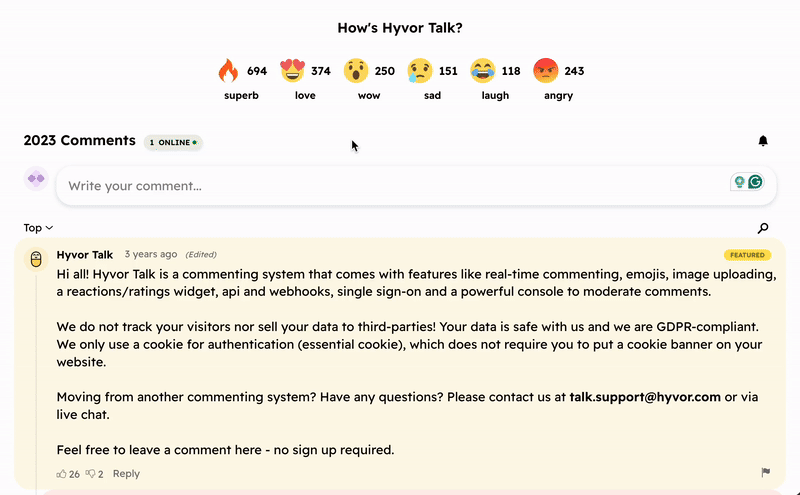 How's Hyvor Talk?
694 374 250 151 118 243
superb love wow sad laugh angry
2023 Comments 1 ONLINE
Write your comment...
Top
Hyvor Talk 3 years ago (Edited) FEATURED
Hi all! Hyvor Talk is a commenting system that comes with features like real-time commenting, emojis, image uploading,
a reactions/ratings widget, api and webhooks, single sign-on and a powerful console to moderate comments.
We do not track your visitors nor sell your data to third-parties! Your data is safe with us and we are GDPR-compliant.
We only use a cookie for authentication (essential cookie), which does not require you to put a cookie banner on your
website.
Moving from another commenting system? Have any questions? Please contact us at talk.support@hyvor.com or via
live chat.
Feel free to leave a comment here - no sign up required.
26 2 Reply